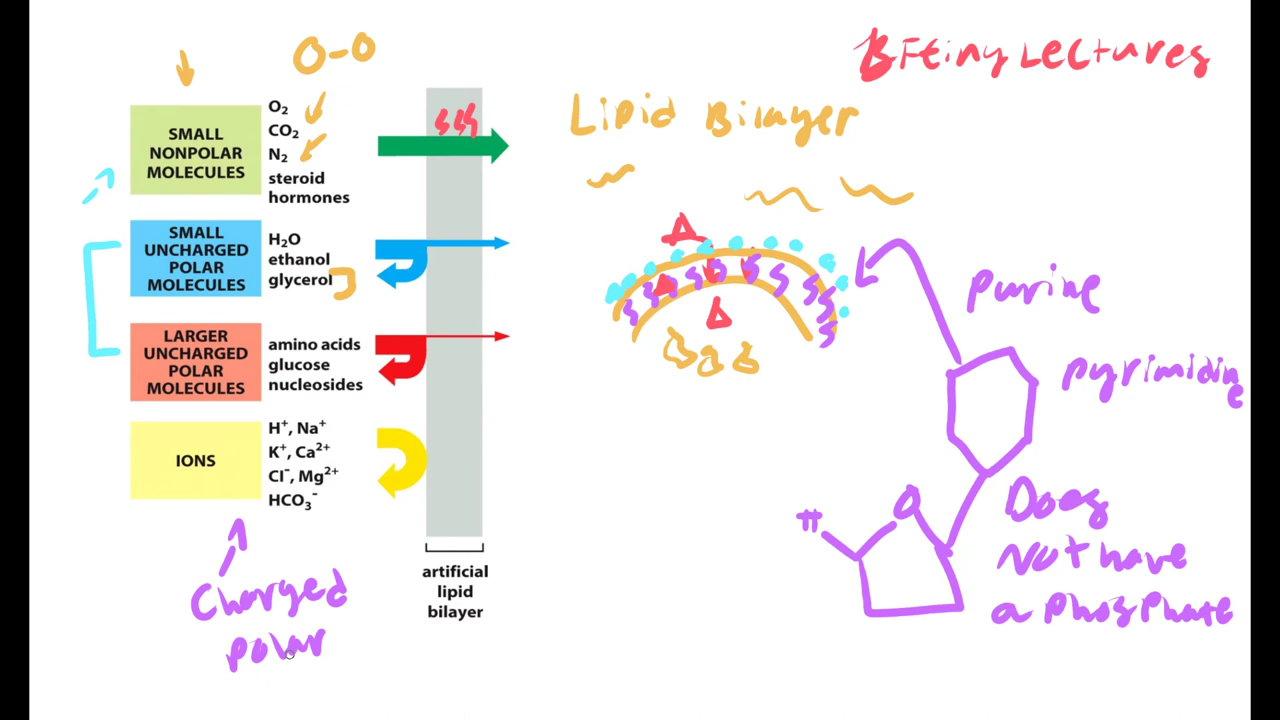 O-O
BFtiny Lectures
Lipid Bilayer
SMALL
NONPOLAR
MOLECULES
O₂
CO₂
N₂
steroid
hormones
SMALL
UNCHARGED
POLAR
MOLECULES
H₂O
ethanol
glycerol
LARGER
UNCHARGED
POLAR
MOLECULES
amino acids
glucose
nucleosides
IONS
H⁺, Na⁺
K⁺, Ca²⁺
Cl⁻, Mg²⁺
HCO₃⁻
artificial
lipid
bilayer
Charged
polar
purine
pyrimidine
O
H
Does
Not have
a phosphate